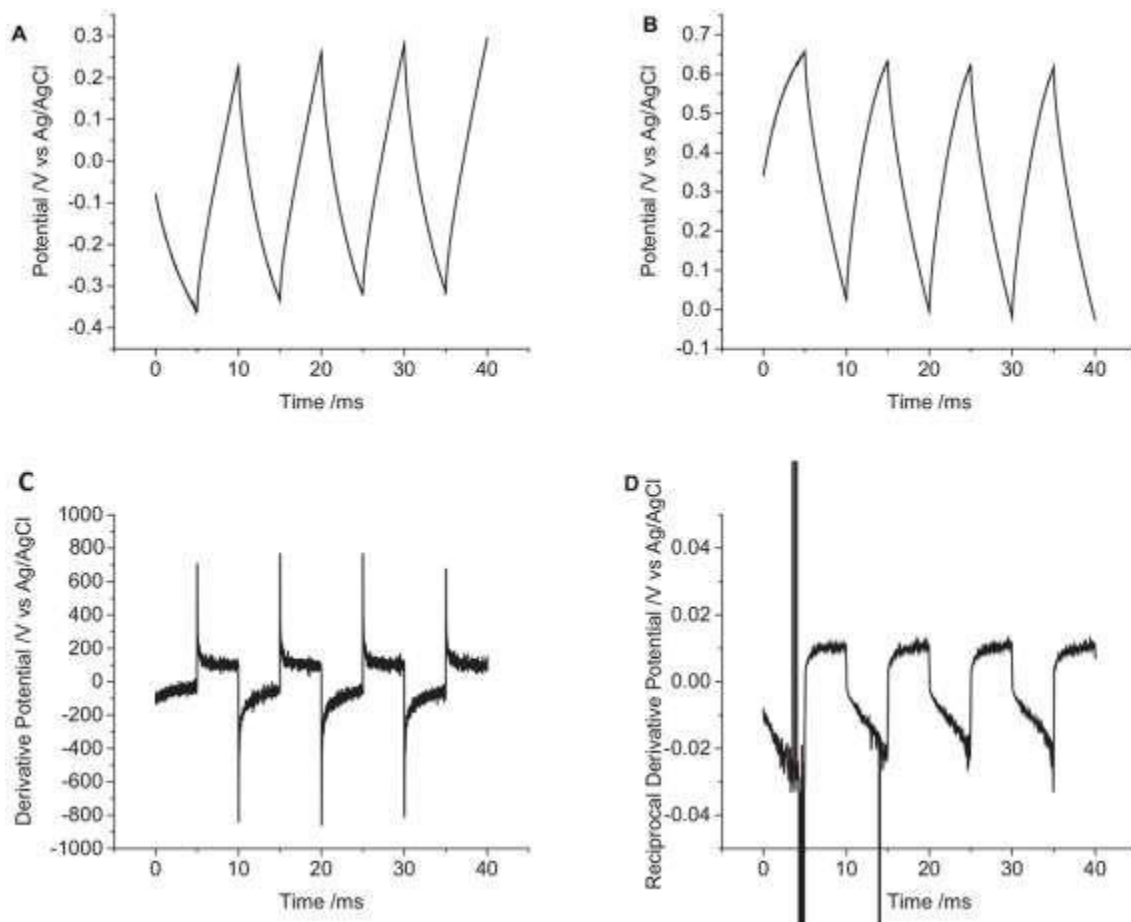 A
Potential /V vs Ag/AgCl
0.3
0.2
0.1
0.0
-0.1
-0.2
-0.3
-0.4
0 10 20 30 40
Time /ms
B
Potential /V vs Ag/AgCl
0.7
0.6
0.5
0.4
0.3
0.2
0.1
0.0
-0.1
0 10 20 30 40
Time /ms
C
Derivative Potential /V vs Ag/AgCl
1000
800
600
400
200
0
-200
-400
-600
-800
-1000
0 10 20 30 40
Time /ms
D
Reciprocal Derivative Potential /V vs Ag/AgCl
0.04
0.02
0.00
-0.02
-0.04
0 10 20 30 40
Time /ms